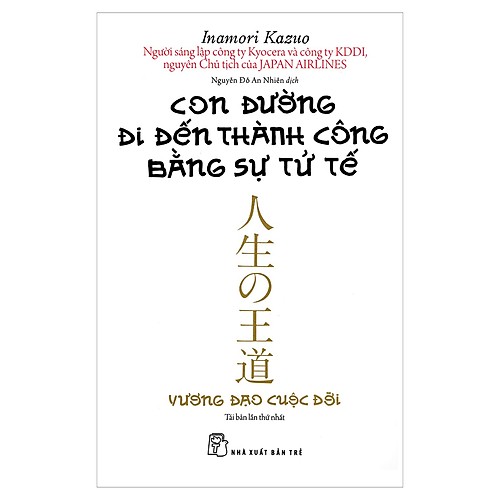 Inamori Kazuo
Người sáng lập công ty Kyocera và công ty KDDI,
nguyên Chủ tịch của JAPAN AIRLINES
Nguyễn Đỗ An Nhiên dịch
CON ĐƯỜNG
ĐI ĐẾN THÀNH CÔNG
BẰNG SỰ TỬ TẾ
人生の王道
VƯƠNG ĐẠO CUỘC ĐỜI
Tái bản lần thứ nhất
NHÀ XUẤT BẢN TRẺ